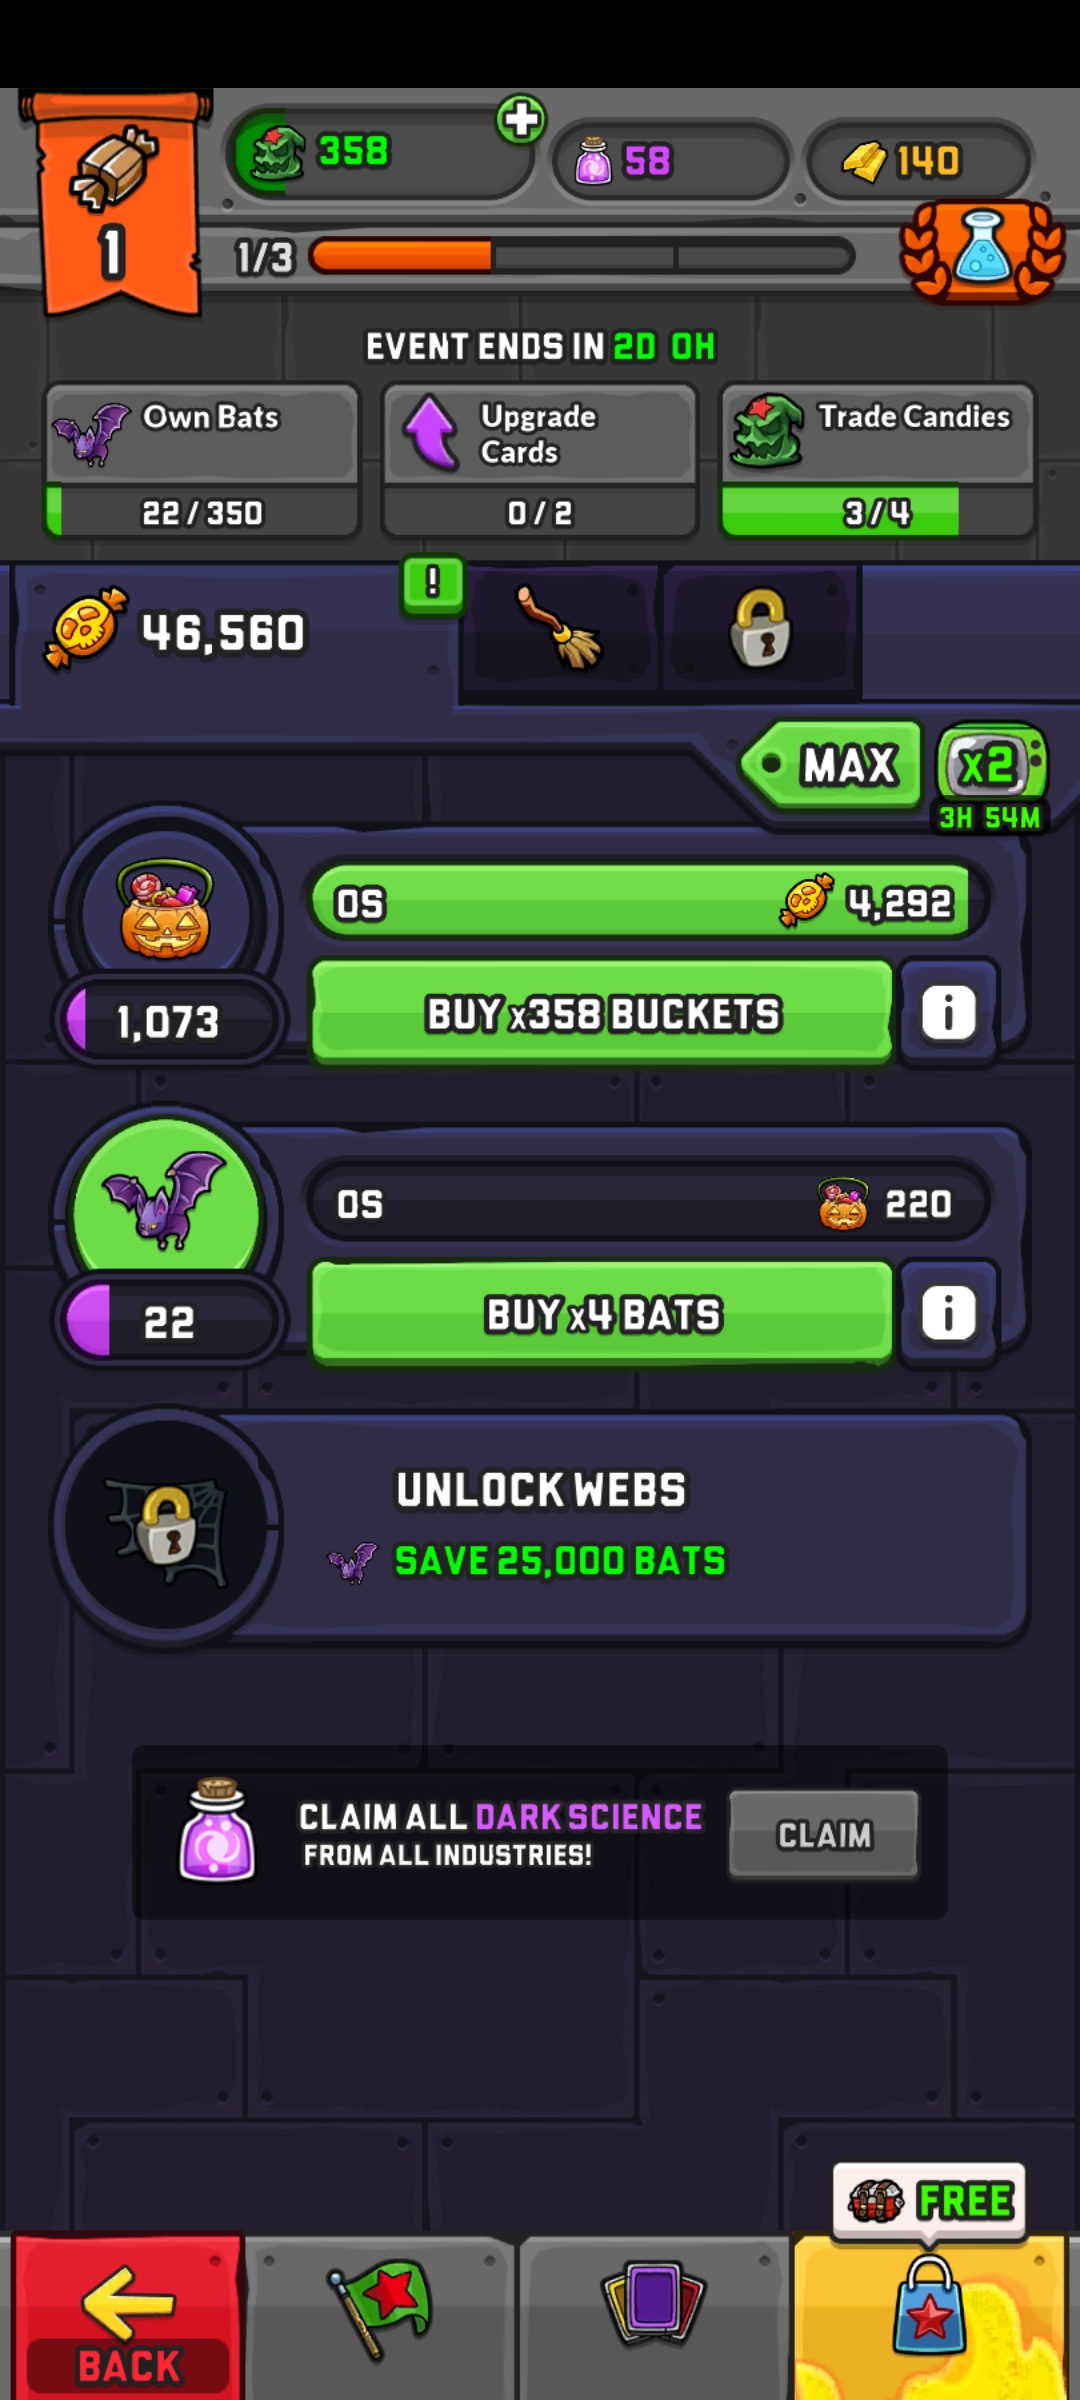 358
58
140
1
1/3
EVENT ENDS IN 2D 0H
Own Bats
Upgrade
Cards
Trade Candies
22/350
0/2
3/4
!
46,560
MAX
x2
3H 54M
0S
4,292
1,073
BUY x358 BUCKETS
i
0S
220
22
BUY x4 BATS
i
UNLOCK WEBS
SAVE 25,000 BATS
CLAIM ALL DARK SCIENCE
FROM ALL INDUSTRIES!
CLAIM
FREE
BACK